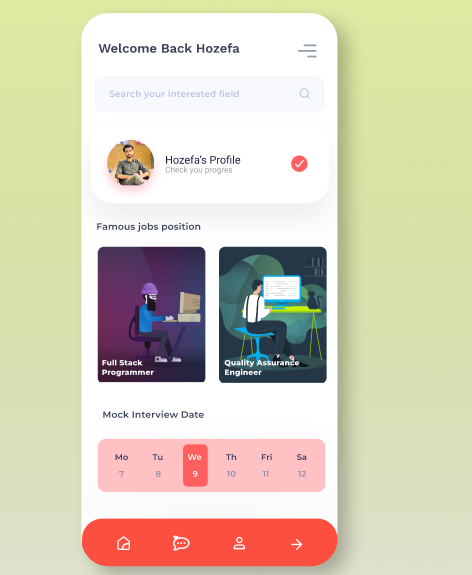 Welcome Back Hozefa
Search your interested field
Hozefa's Profile
Check you progres
Famous jobs position
Full Stack
Programmer
Quality Assurance
Engineer
Mock Interview Date
Mo Tu We Th Fri Sa
7 8 9 10 11 12